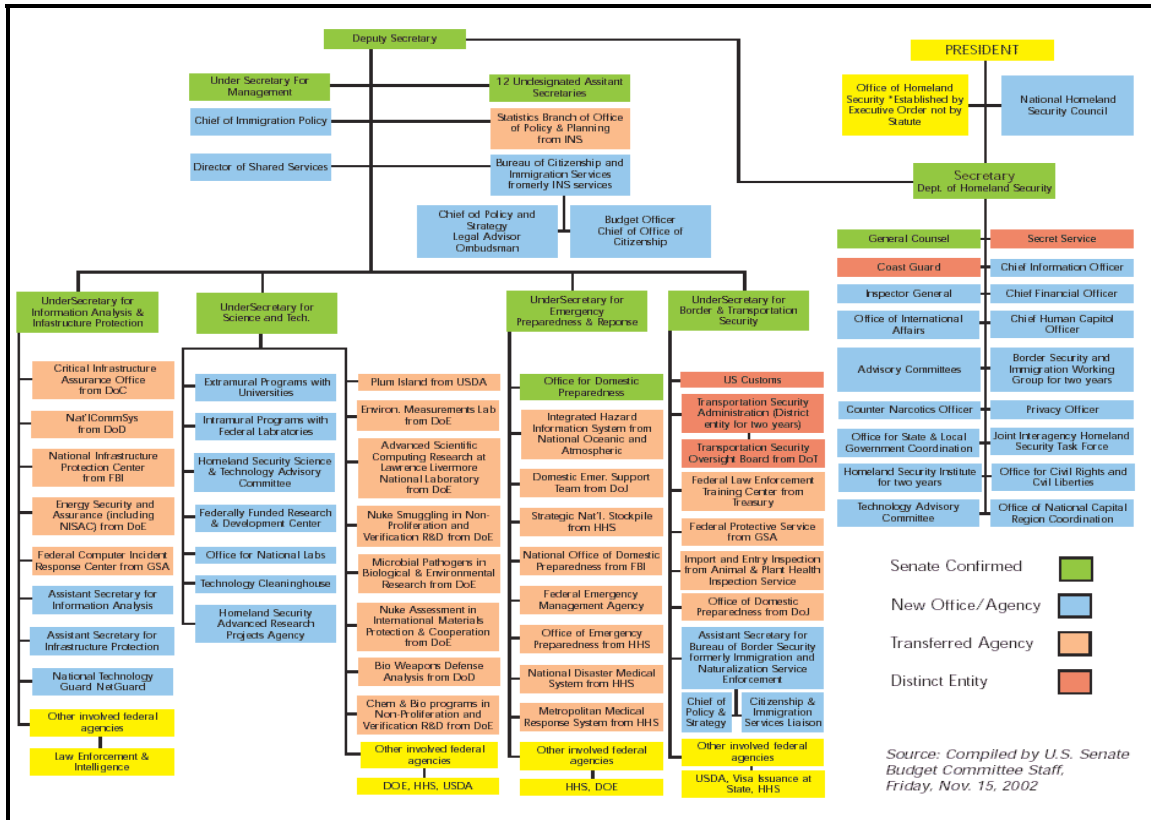 Deputy Secretary
PRESIDENT
Under Secretary For
Management
12 Undesignated Assitant
Secretaries
Office of Homeland
Security *Established by
Executive Order not by
Statute
National Homeland
Security Council
Chief of Immigration Policy
Statistics Branch of Office
of Policy & Planning
from INS
Director of Shared Services
Bureau of Citizenship and
Immigration Services
fromerly INS services
Secretary
Dept. of Homeland Security
Chief od Policy and
Strategy
Legal Advisor
Ombudsman
Budget Officer
Chief of Office of
Citizenship
General Counsel
Secret Service
Coast Guard
Chief Information Officer
Inspector General
Chief Financial Officer
Office of International
Affairs
Chief Human Capitol
Officer
Advisory Committees
Border Security and
Immigration Working
Group for two years
Counter Narcotics Officer
Privacy Officer
Office for State & Local
Government Coordination
Joint Interagency Homeland
Security Task Force
Homeland Security Institute
for two years
Office for Civil Rights and
Civil Liberties
Technology Advisory
Committee
Office of National Capital
Region Coordination
UnderSecretary for
Information Analysis &
Infastructure Protection
Critical Infrastructure
Assurance Office
from DoC
Nat'lCommSys
from DoD
National Infrastructure
Protection Center
from FBI
Energy Security and
Assurance (including
NISAC) from DoE
Federal Computer Incident
Response Center from GSA
Assistant Secretary for
Information Analysis
Assistant Secretary for
Infrastructure Protection
National Technology
Guard NetGuard
Other involved federal
agencies
Law Enforcement &
Intelligence
UnderSecretary for
Science and Tech.
Extramural Programs with
Universities
Intramural Programs with
Federal Labratories
Homeland Security Science
& Technology Advisory
Committee
Federally Funded Research
& Development Center
Office for National Labs
Technology Cleaninghouse
Homeland Security
Advanced Research
Projects Agency
Plum Island from USDA
Environ. Measurements Lab
from DoE
Advanced Scientific
Computing Research at
Lawrence Livermore
National Laboratory
from DoE
Nuke Smuggling in Non-
Proliferation and
Verification R&D from DoE
Microbial Pathogens in
Biological & Environmental
Research from DoE
Nuke Assessment in
International Materials
Protection & Cooperation
from DoE
Bio Weapons Defense
Analysis from DoD
Chem & Bio programs in
Non-Proliferation and
Verification R&D from DoE
Other involved federal
agencies
DOE, HHS, USDA
UnderSecretary for
Emergency
Preparedness & Reponse
Office for Domestic
Preparedness
Integrated Hazard
Information System from
National Oceanic and
Atmospheric
Domestic Emer. Support
Team from DoJ
Strategic Nat'l, Stockpile
from HHS
National Office of Domestic
Preparedness from FBI
Federal Emergency
Management Agency
Office of Emergency
Preparedness from HHS
National Disaster Medical
System from HHS
Metropolitan Medical
Response System from HHS
Other involved federal
agencies
HHS, DOE
UnderSecretary for
Border & Transportation
Security
US Customs
Transportation Security
Administration (District
entity for two years)
Transportation Security
Oversight Board from DoT
Federal Law Enforcement
Training Center from
Treasury
Federal Protective Service
from GSA
Import and Entry Inspection
from Animal & Plant Health
Inspection Service
Office of Domestic
Preparedness from DoJ
Assistant Secretary for
Bureau of Border Security
formerly Immigration and
Naturalization Service
Enforcement
Chief of
Policy &
Strategy
Citizenship &
Immigration
Services Liaison
Other involved federal
agencies
USDA, Visa Issuance at
State, HHS
Senate Confirmed
New Office/Agency
Transferred Agency
Distinct Entity
Source: Compiled by U.S. Senate
Budget Committee Staff,
Friday, Nov. 15, 2002